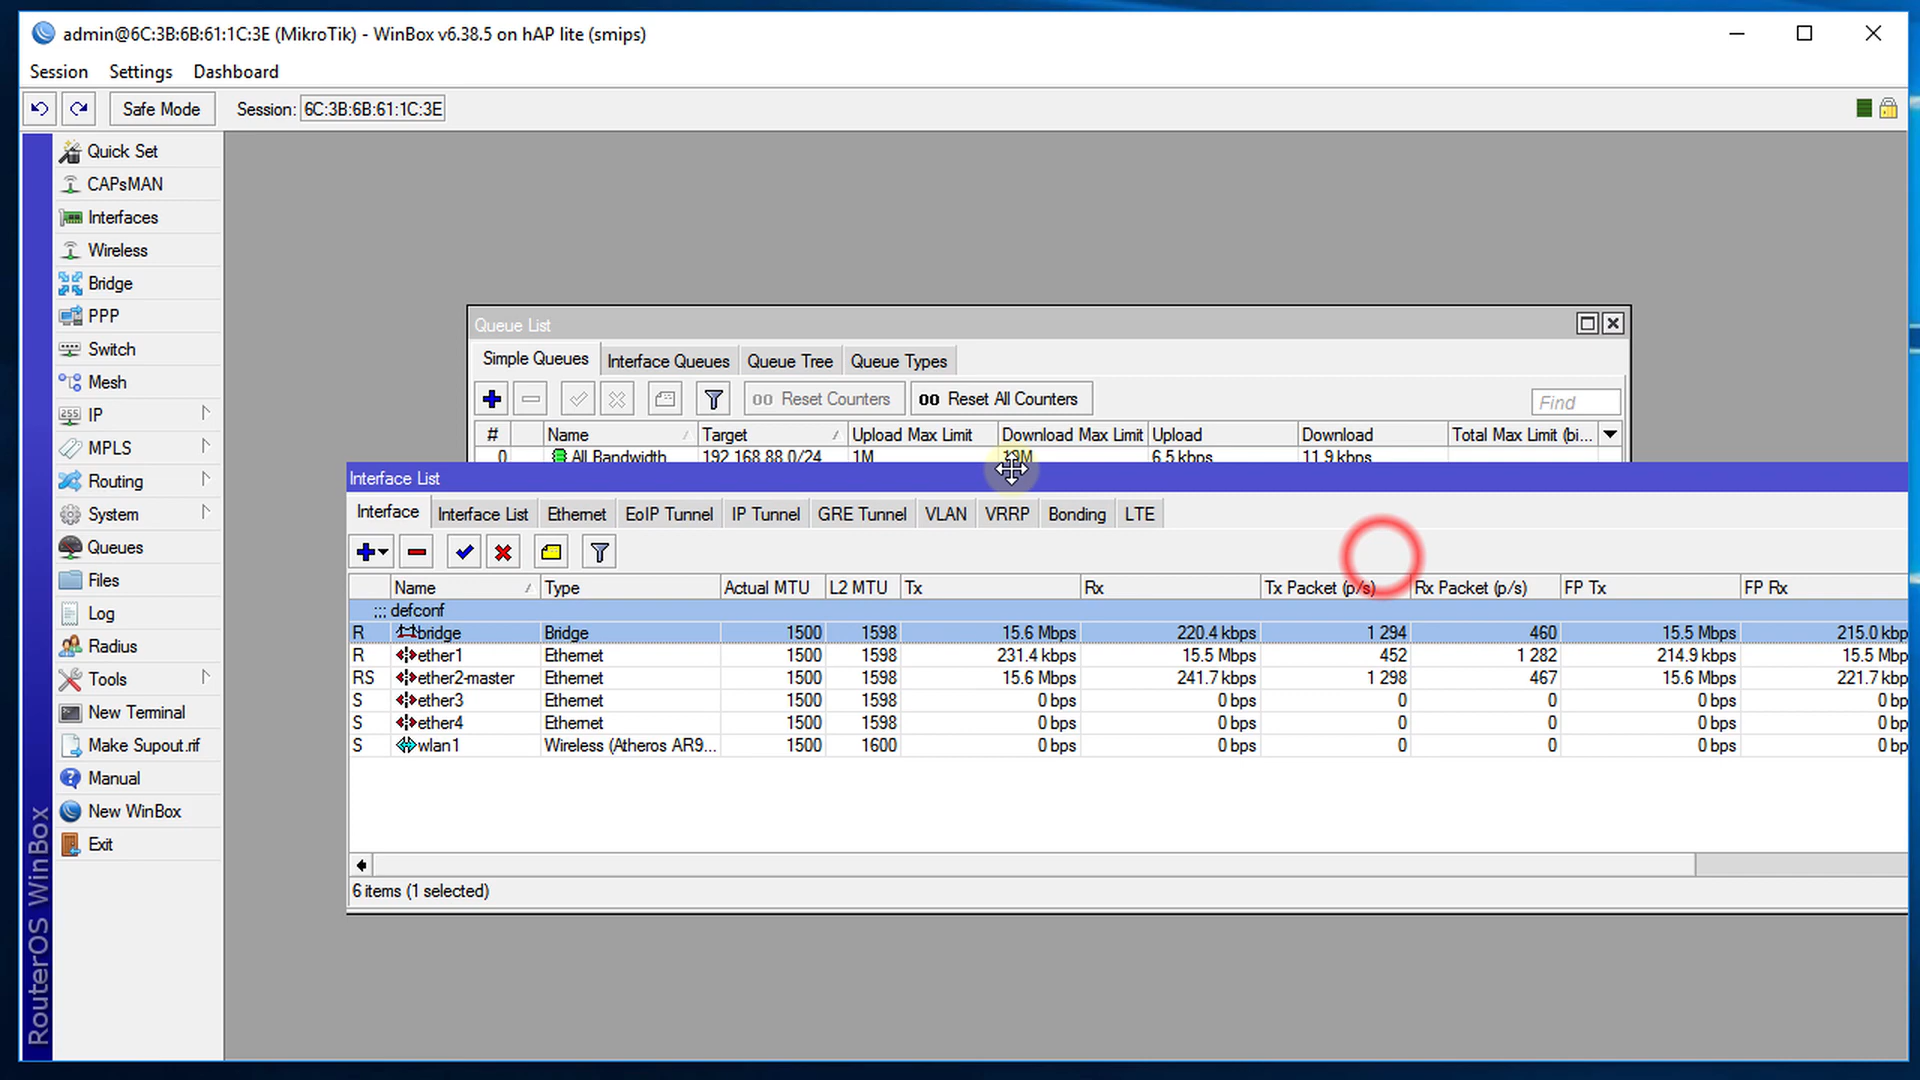 admin@6C:3B:6B:61:1C:3E (MikroTik) - WinBox v6.38.5 on hAP lite (smips)
Session Settings Dashboard
Safe Mode Session: 6C:3B:6B:61:1C:3E
Quick Set
CAPsMAN
Interfaces
Wireless
Bridge
PPP
Switch
Mesh
255 IP
MPLS
Routing
System
Queues
Files
Log
Radius
Tools
New Terminal
Make Supout.rif
Manual
New WinBox
Exit
RouterOS WinBox
Queue List
Simple Queues Interface Queues Queue Tree Queue Types
00 Reset Counters 00 Reset All Counters Find
# Name Target Upload Max Limit Download Max Limit Upload Download Total Max Limit (bi...
0 All Bandwidth 192.168.88.0/24 1M 6.5 kbps 11.9 kbps
Interface List
Interface Interface List Ethernet EoIP Tunnel IP Tunnel GRE Tunnel VLAN VRRP Bonding LTE
Name Type Actual MTU L2 MTU Tx Rx Tx Packet (p/s) Rx Packet (p/s) FP Tx FP Rx
;;; defconf
R bridge Bridge 1500 1598 15.6 Mbps 220.4 kbps 1 294 460 15.5 Mbps 215.0 kbp
R ether1 Ethernet 1500 1598 231.4 kbps 15.5 Mbps 452 1 282 214.9 kbps 15.5 Mbp
RS ether2-master Ethernet 1500 1598 15.6 Mbps 241.7 kbps 1 298 467 15.6 Mbps 221.7 kbp
S ether3 Ethernet 1500 1598 0 bps 0 bps 0 0 0 bps 0 bp
S ether4 Ethernet 1500 1598 0 bps 0 bps 0 0 0 bps 0 bp
S wlan1 Wireless (Atheros AR9... 1500 1600 0 bps 0 bps 0 0 0 bps 0 bp
6 items (1 selected)